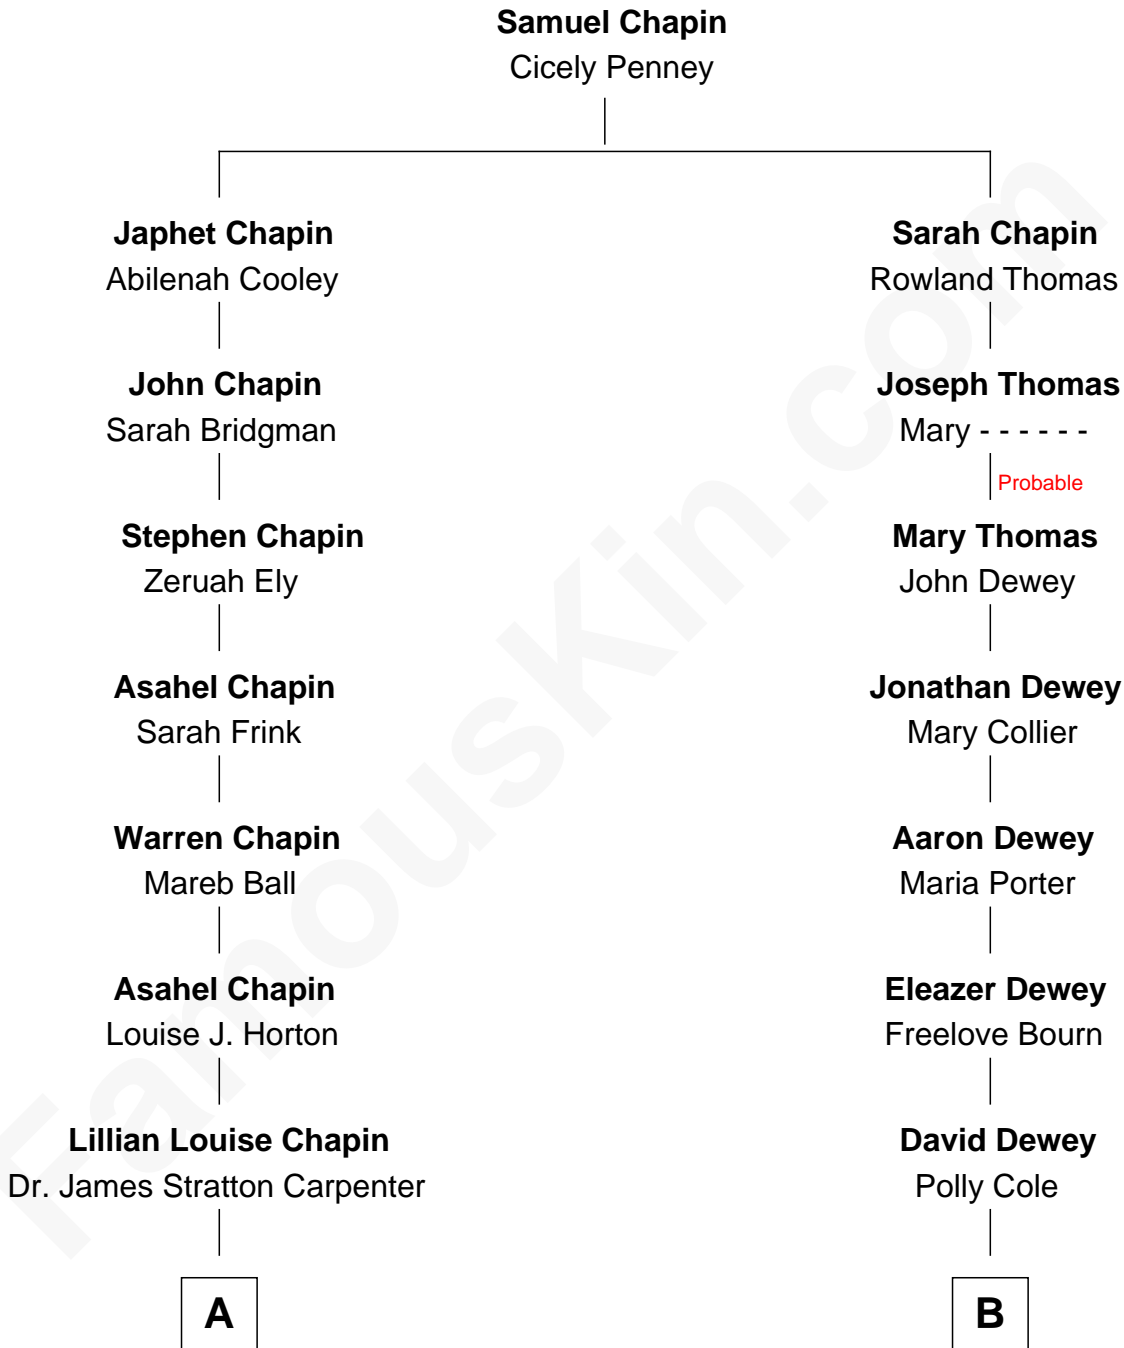 Samuel Chapin
Cicely Penney
Japhet Chapin
Abilenah Cooley
Sarah Chapin
Rowland Thomas
John Chapin
Sarah Bridgman
Joseph Thomas
Mary - - - - - -
Probable
Stephen Chapin
Zeruah Ely
Mary Thomas
John Dewey
Asahel Chapin
Sarah Frink
Jonathan Dewey
Mary Collier
Warren Chapin
Mareb Ball
Aaron Dewey
Maria Porter
Asahel Chapin
Louise J. Horton
Eleazer Dewey
Freelove Bourn
Lillian Louise Chapin
Dr. James Stratton Carpenter
David Dewey
Polly Cole
A
B
FamousKin.com